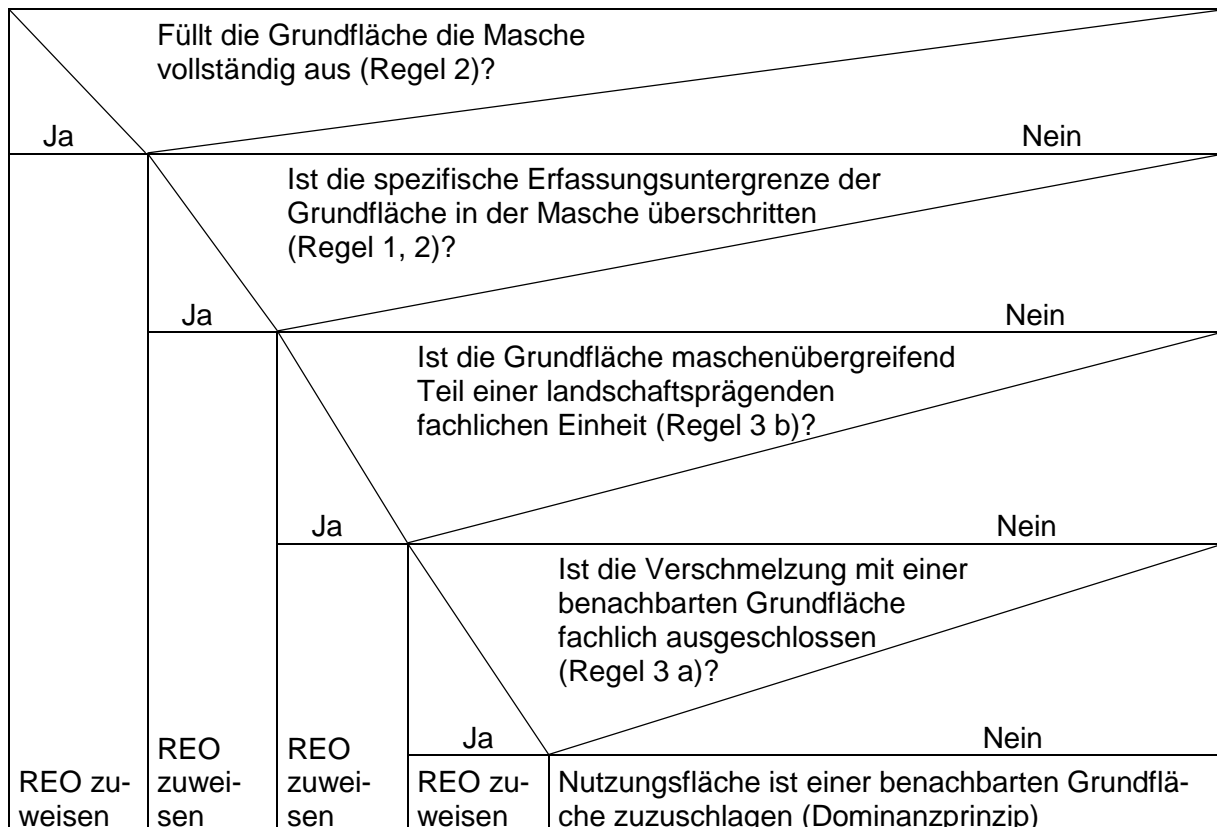 Füllt die Grundfläche die Masche
vollständig aus (Regel 2)?
Ja
Nein
Ist die spezifische Erfassungsuntergrenze der
Grundfläche in der Masche überschritten
(Regel 1, 2)?
Ja
Nein
Ist die Grundfläche maschenübergreifend
Teil einer landschaftsprägenden
fachlichen Einheit (Regel 3 b)?
Ja
Nein
Ist die Verschmelzung mit einer
benachbarten Grundfläche
fachlich ausgeschlossen
(Regel 3 a)?
Ja
Nein
REO zu-
weisen
REO
zuwei-
sen
REO
zuwei-
sen
REO zu-
weisen
Nutzungsfläche ist einer benachbarten Grundflä-
che zuzuschlagen (Dominanzprinzip)